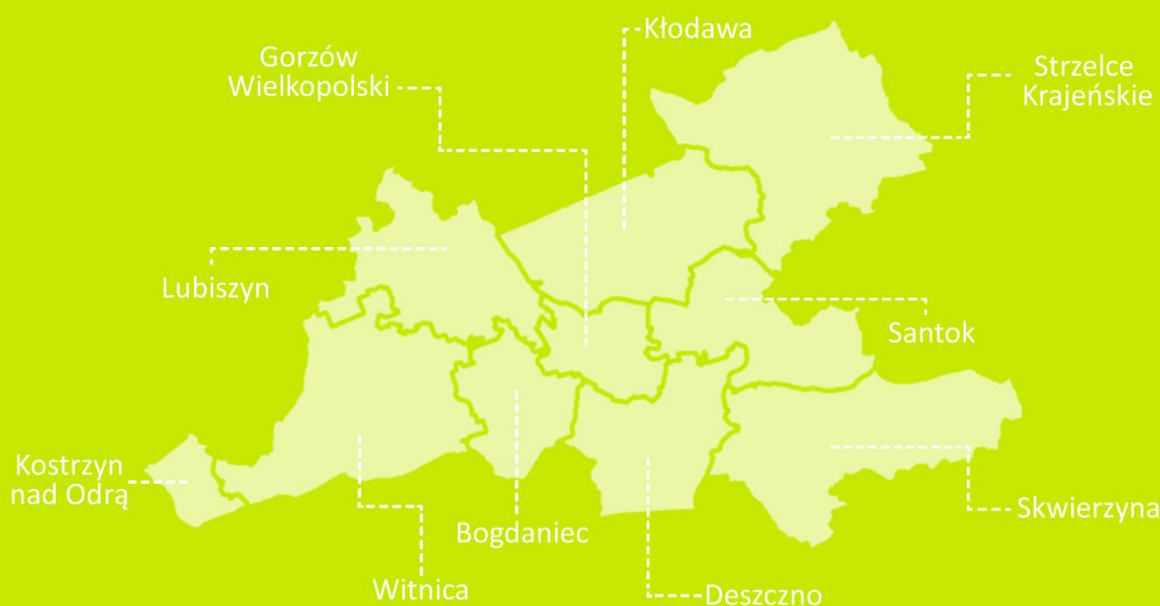 Kłodawa
Gorzów
Wielkopolski
Strzelce
Krajeńskie
Lubiszyn
Santok
Kostrzyn
nad Odrą
Skwierzyna
Bogdaniec
Witnica
Deszczno